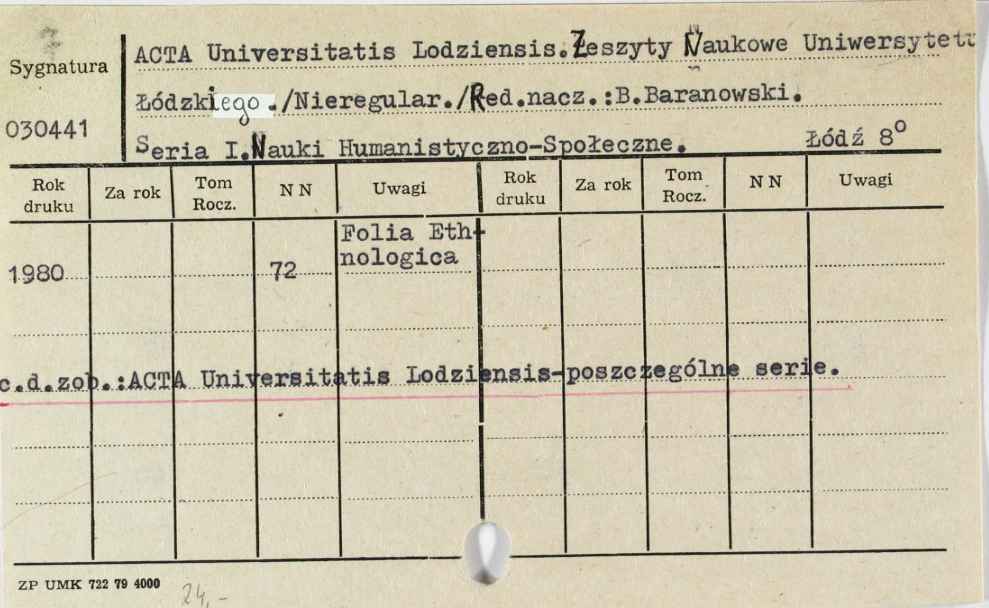 Sygnatura
030441
ACTA Universitatis Lodziensis.Zeszyty Naukowe Uniwersytetu
Łódzkiego./Nieregular./Red.nacz.:B.Baranowski.
Seria I.Nauki Humanistyczno-Społeczne. Łódź 8°
Rok druku Za rok Tom Rocz. N N Uwagi Rok druku Za rok Tom Rocz. N N Uwagi
Folia Eth-
1980 72 nologica
c.d.zob.:ACTA Universitatis Lodziensis-poszczególne serie.
ZP UMK 722 79 4000
24,-